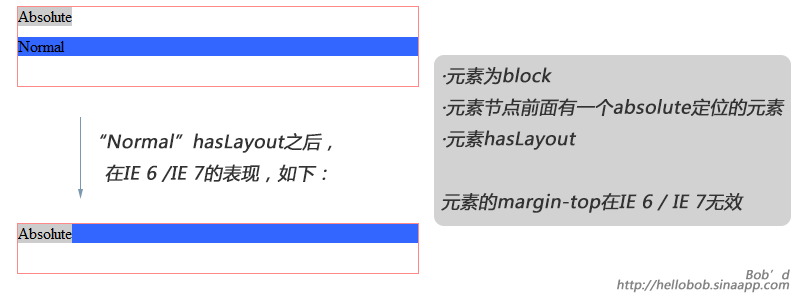 Absolute
Normal
“Normal”hasLayout之后，
在IE 6 /IE 7的表现，如下：
Absolute
·元素为block
·元素节点前面有一个absolute定位的元素
·元素hasLayout
元素的margin-top在IE 6 / IE 7无效
Bob’d
http://hellobob.sinaapp.com